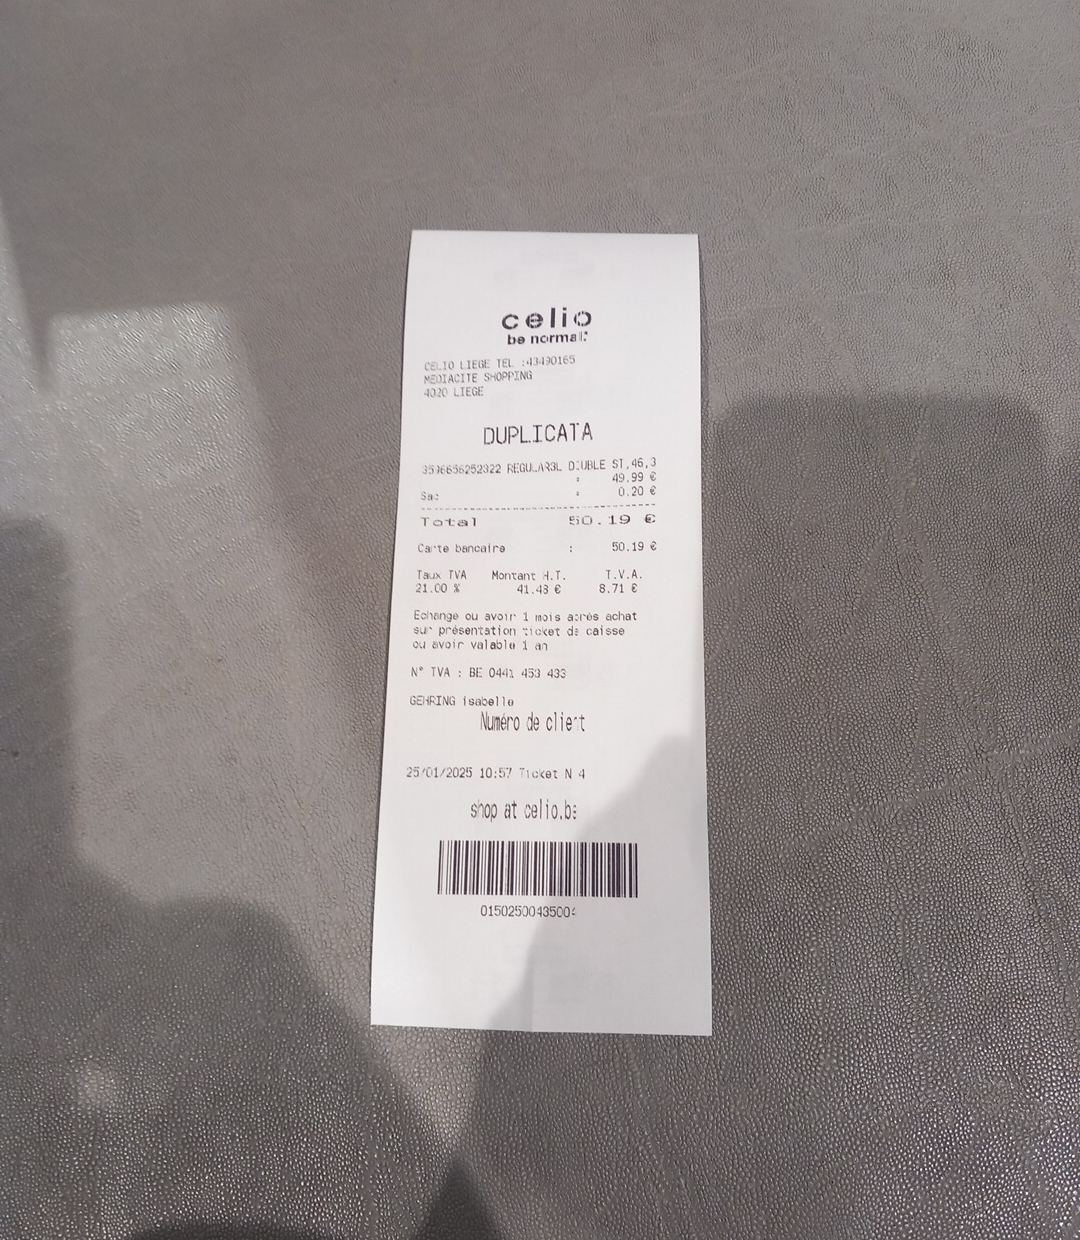 celio
be normal
CELIO LIEGE TEL :43490165
MEDIACITE SHOPPING
4020 LIEGE
DUPLICATA
REGULAR3L DOUBLE ST,46,3
: 49.99 €
Sac : 0.20 €
Total 50.19 €
Carte bancaire : 50.19 €
Taux TVA Montant H.T. T.V.A.
21.00 % 41.48 € 8.71 €
Echange ou avoir 1 mois après achat
sur présentation ticket de caisse
ou avoir valable 1 an
N° TVA : BE 0441 453 433
GEHRING isabelle
Numéro de client
25/01/2025 10:57 Ticket N 4
shop at celio.be